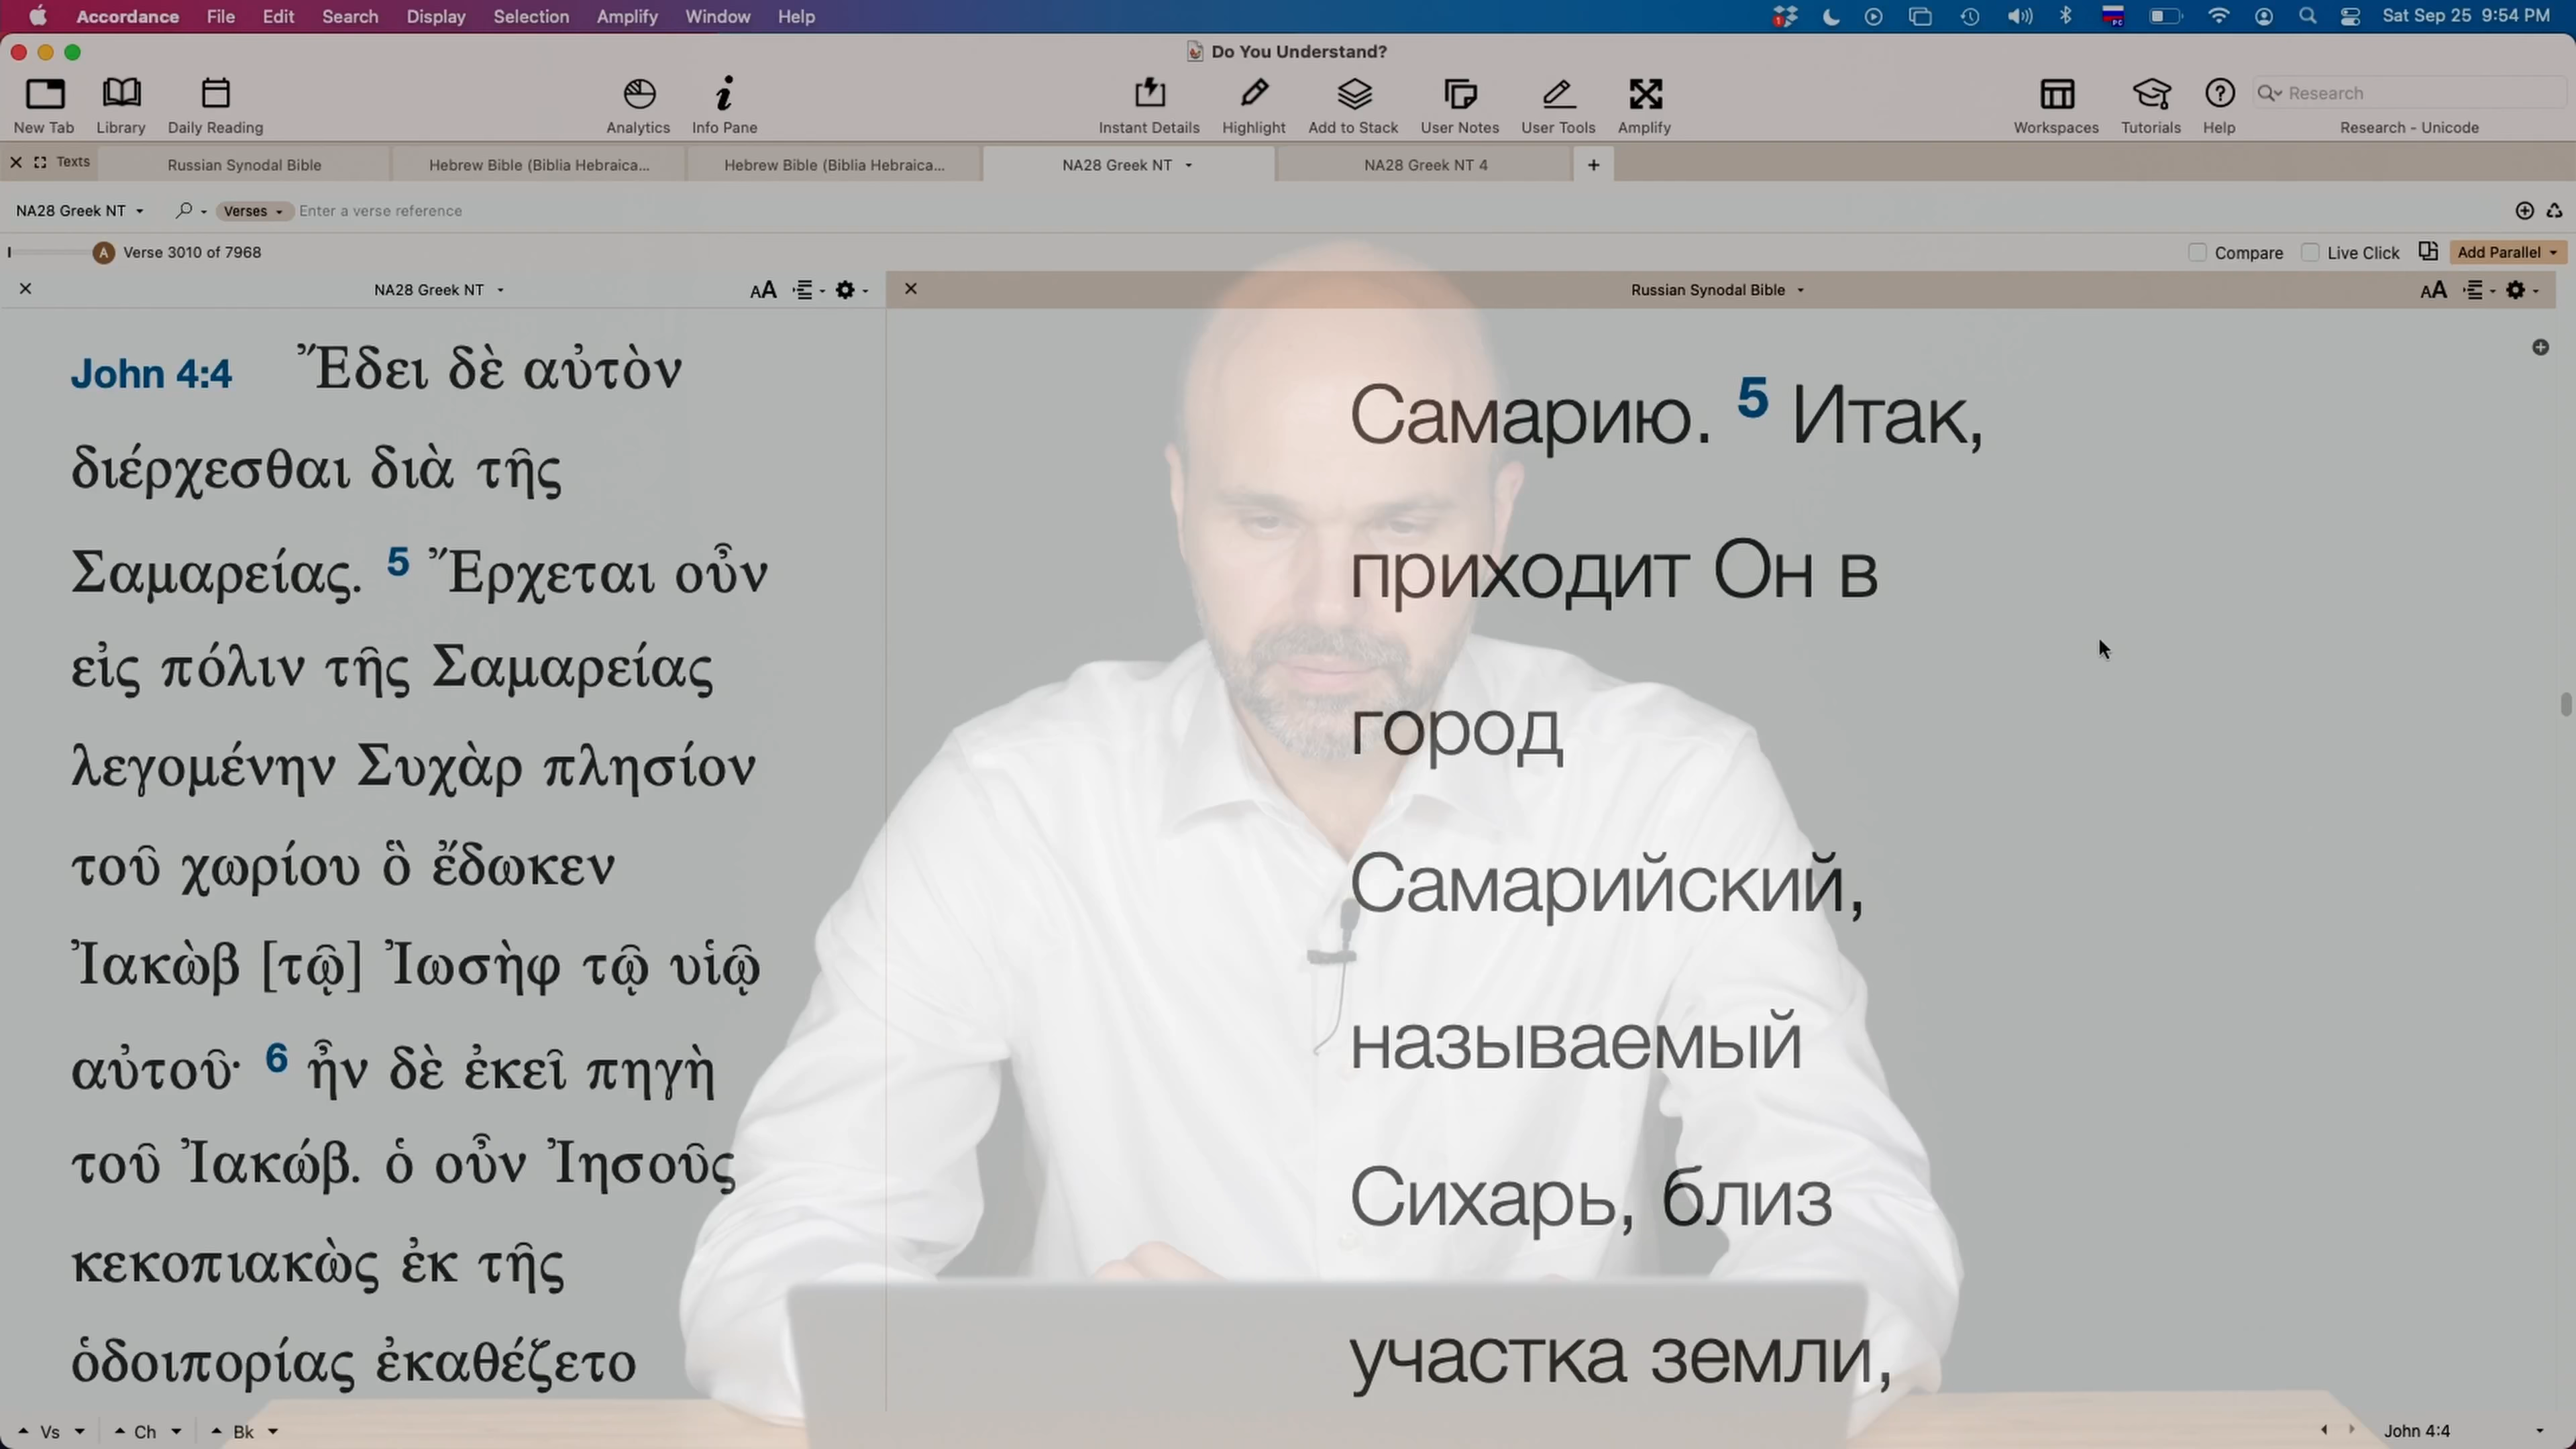 Accordance File Edit Search Display Selection Amplify Window Help Sat Sep 25 9:54 PM
Do You Understand?
New Tab Library Daily Reading Analytics Info Pane Instant Details Highlight Add to Stack User Notes User Tools Amplify Workspaces Tutorials Help Research
Research - Unicode
Texts Russian Synodal Bible Hebrew Bible (Biblia Hebraica... Hebrew Bible (Biblia Hebraica... NA28 Greek NT NA28 Greek NT 4 +
NA28 Greek NT Verses Enter a verse reference
A Verse 3010 of 7968 Compare Live Click Add Parallel
NA28 Greek NT AA
John 4:4 Ἔδει δὲ αὐτὸν
διέρχεσθαι διὰ τῆς
Σαμαρείας. 5 Ἔρχεται οὖν
εἰς πόλιν τῆς Σαμαρείας
λεγομένην Συχὰρ πλησίον
τοῦ χωρίου ὃ ἔδωκεν
Ἰακὼβ [τῷ] Ἰωσὴφ τῷ υἱῷ
αὐτοῦ· 6 ἦν δὲ ἐκεῖ πηγὴ
τοῦ Ἰακώβ. ὁ οὖν Ἰησοῦς
κεκοπιακὼς ἐκ τῆς
ὁδοιπορίας ἐκαθέζετο
Russian Synodal Bible AA
Самарию. 5 Итак,
приходит Он в
город
Самарийский,
называемый
Сихарь, близ
участка земли,
Vs Ch Bk John 4:4